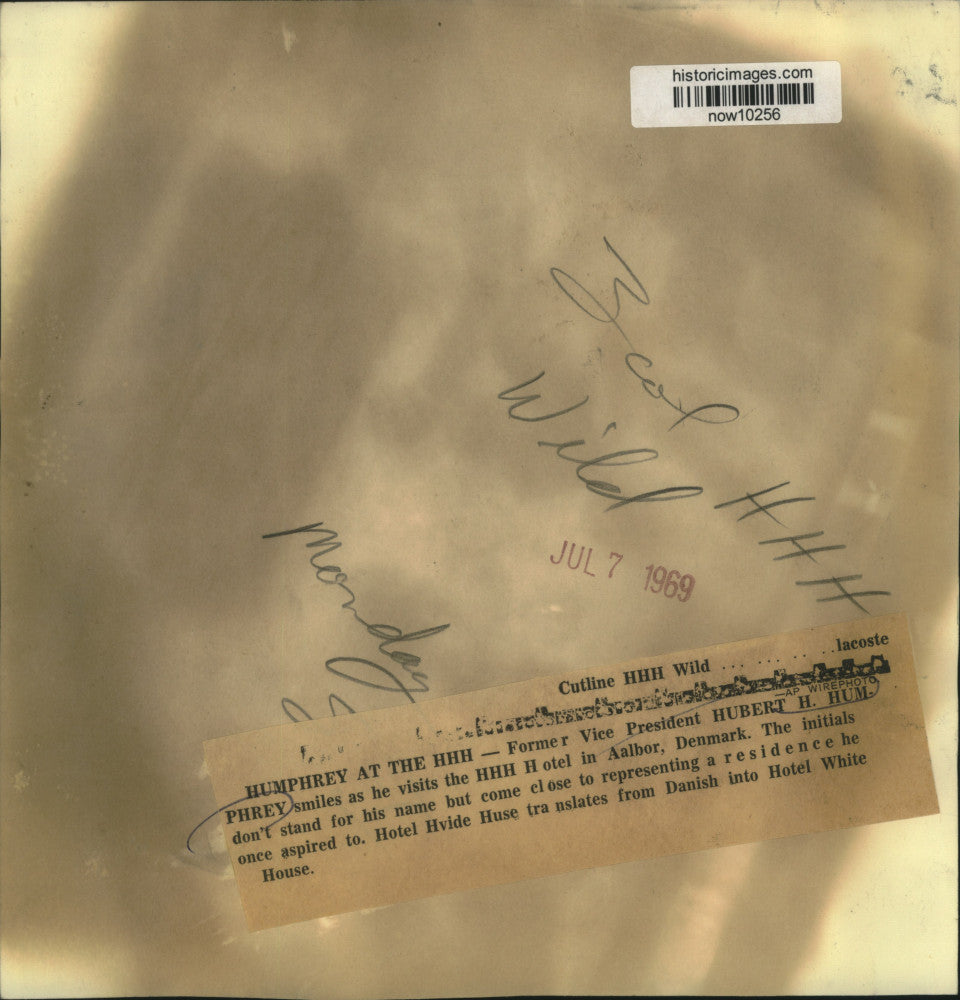 historicimages.com
now10256
3 col
Wild
HHH
JUL 7 1969
Monday
Cutline HHH Wild ........ lacoste
—AP WIREPHOTO
HUMPHREY AT THE HHH — Former Vice President HUBERT H. HUM-
PHREY smiles as he visits the HHH Hotel in Aalbor, Denmark. The initials
don't stand for his name but come close to representing a residence he
once aspired to. Hotel Hvide Huse translates from Danish into Hotel White
House.